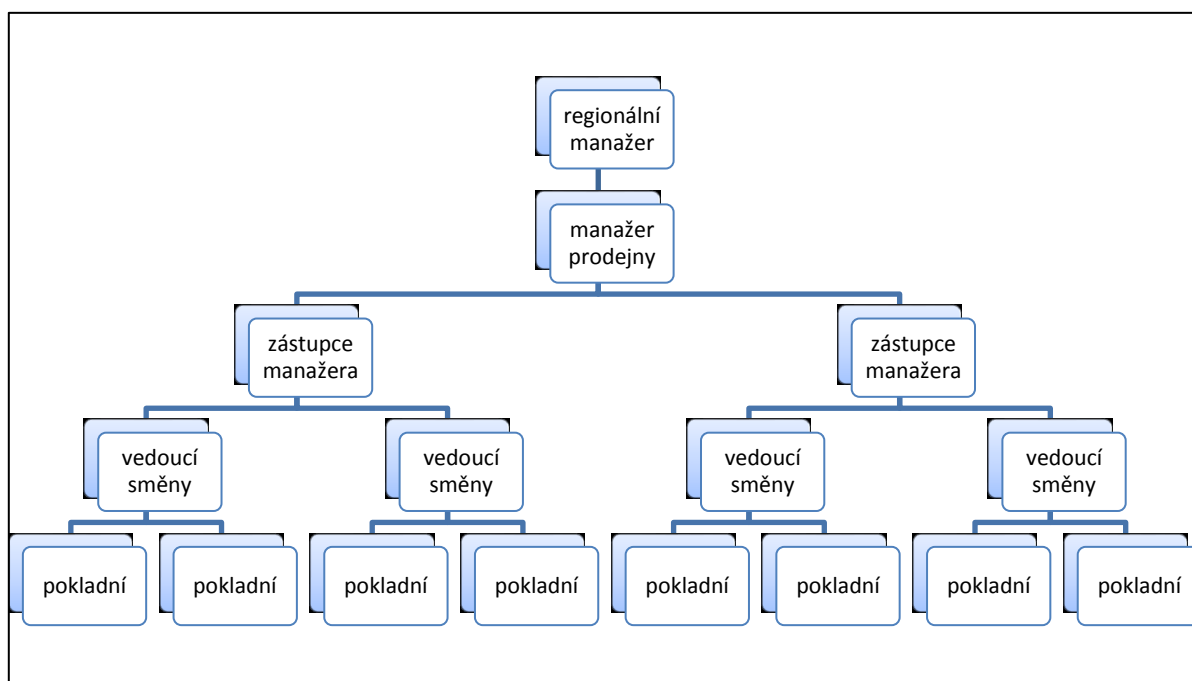 regionální
manažer
manažer
prodejny
zástupce
manažera
zástupce
manažera
vedoucí
směny
vedoucí
směny
vedoucí
směny
vedoucí
směny
pokladní
pokladní
pokladní
pokladní
pokladní
pokladní
pokladní
pokladní